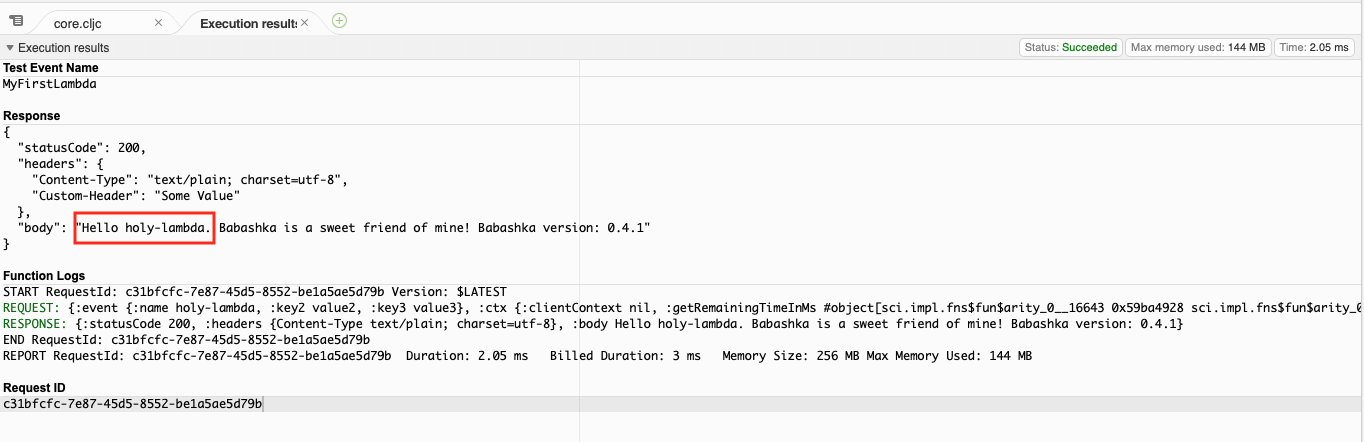 core.cljc
Execution results
Execution results
Status: Succeeded
Max memory used: 144 MB
Time: 2.05 ms
Test Event Name
MyFirstLambda
Response
{
"statusCode": 200,
"headers": {
"Content-Type": "text/plain; charset=utf-8",
"Custom-Header": "Some Value"
},
"body": "Hello holy-lambda. Babashka is a sweet friend of mine! Babashka version: 0.4.1"
}
Function Logs
START RequestId: c31bfcfc-7e87-45d5-8552-be1a5ae5d79b Version: $LATEST
REQUEST: {:event {:name holy-lambda, :key2 value2, :key3 value3}, :ctx {:clientContext nil, :getRemainingTimeInMs #object[sci.impl.fns$fun$arity_0__16643 0x59ba4928 sci.impl.fns$fun$arity_0
RESPONSE: {:statusCode 200, :headers {Content-Type text/plain; charset=utf-8}, :body Hello holy-lambda. Babashka is a sweet friend of mine! Babashka version: 0.4.1}
END RequestId: c31bfcfc-7e87-45d5-8552-be1a5ae5d79b
REPORT RequestId: c31bfcfc-7e87-45d5-8552-be1a5ae5d79b Duration: 2.05 ms Billed Duration: 3 ms Memory Size: 256 MB Max Memory Used: 144 MB
Request ID
c31bfcfc-7e87-45d5-8552-be1a5ae5d79b